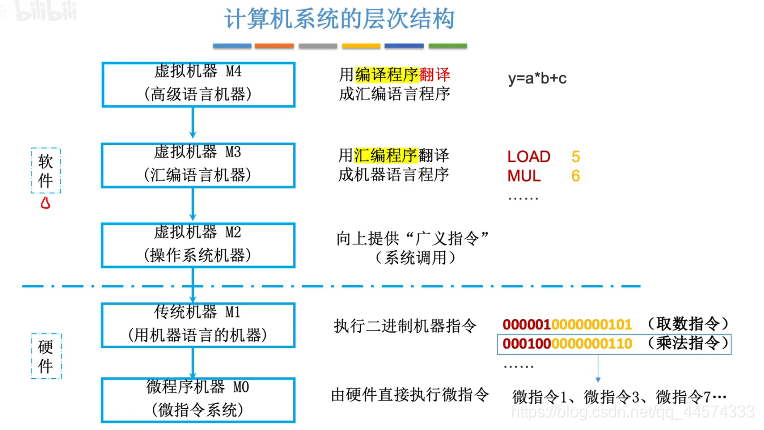 bilibili
计算机系统的层次结构
虚拟机器 M4
(高级语言机器)
用编译程序翻译
成汇编语言程序
y=a*b+c
软件
虚拟机器 M3
(汇编语言机器)
用汇编程序翻译
成机器语言程序
LOAD 5
MUL 6
……
虚拟机器 M2
(操作系统机器)
向上提供“广义指令”
（系统调用）
硬件
传统机器 M1
(用机器语言的机器)
执行二进制机器指令
000001 0000000101 （取数指令）
000100 0000000110 （乘法指令）
……
微程序机器 M0
(微指令系统)
由硬件直接执行微指令
微指令1、微指令3、微指令7…
https://blog.csdn.net/qq_44574333